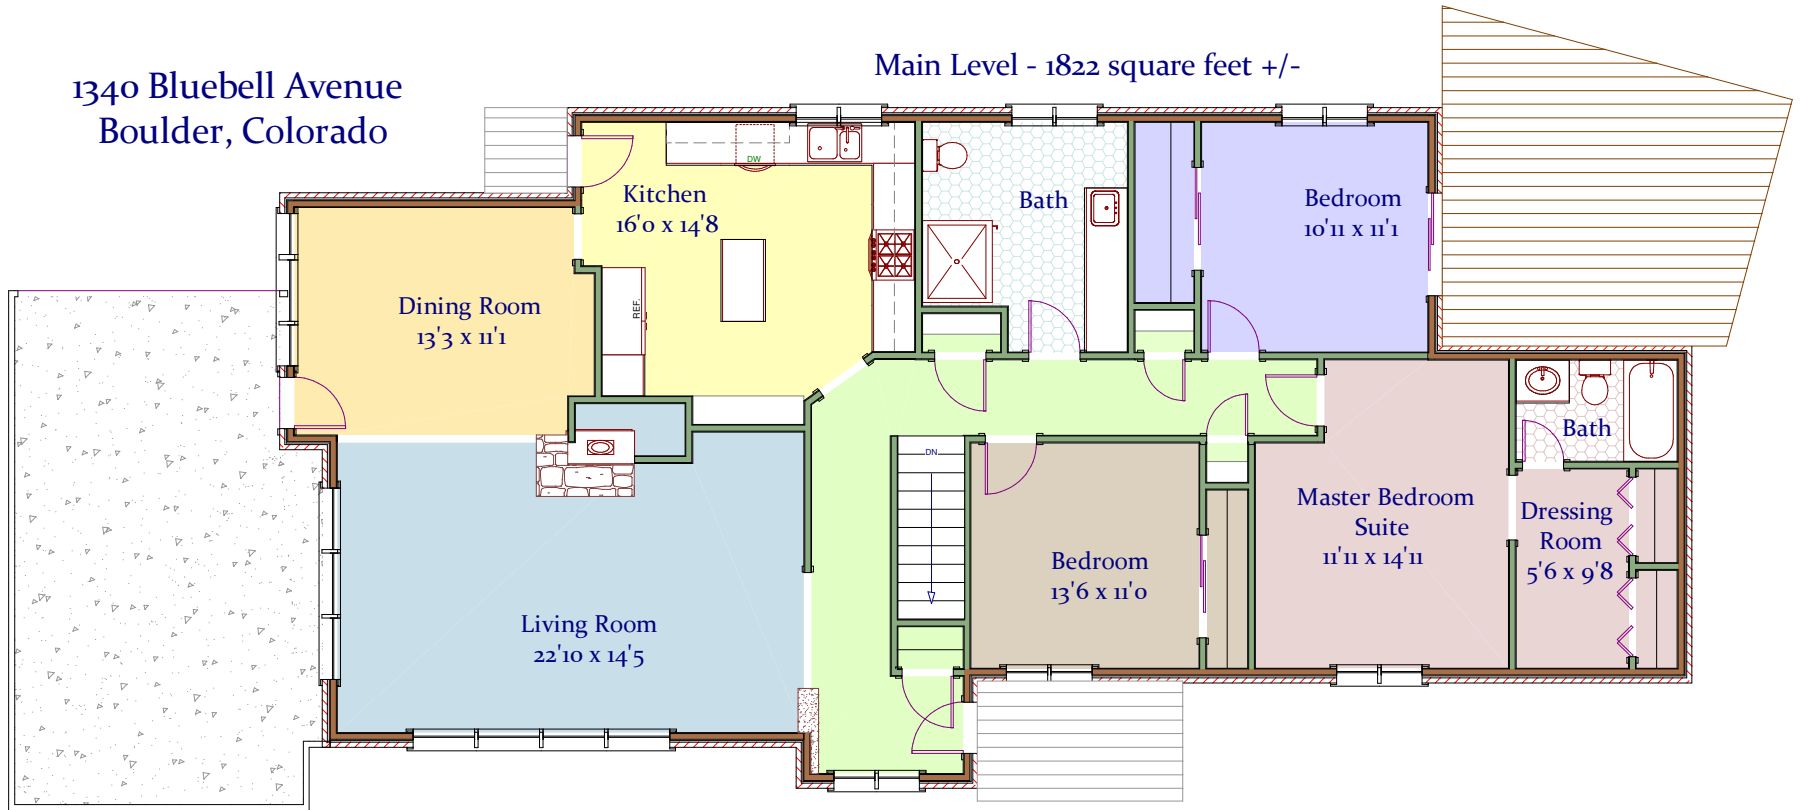 1340 Bluebell Avenue
Boulder, Colorado
Main Level - 1822 square feet +/-
DW
Kitchen
16'0 x 14'8
REF.
Bath
Bedroom
10'11 x 11'1
Dining Room
13'3 x 11'1
DN
Bath
Master Bedroom
Suite
11'11 x 14'11
Dressing
Room
5'6 x 9'8
Bedroom
13'6 x 11'0
Living Room
22'10 x 14'5